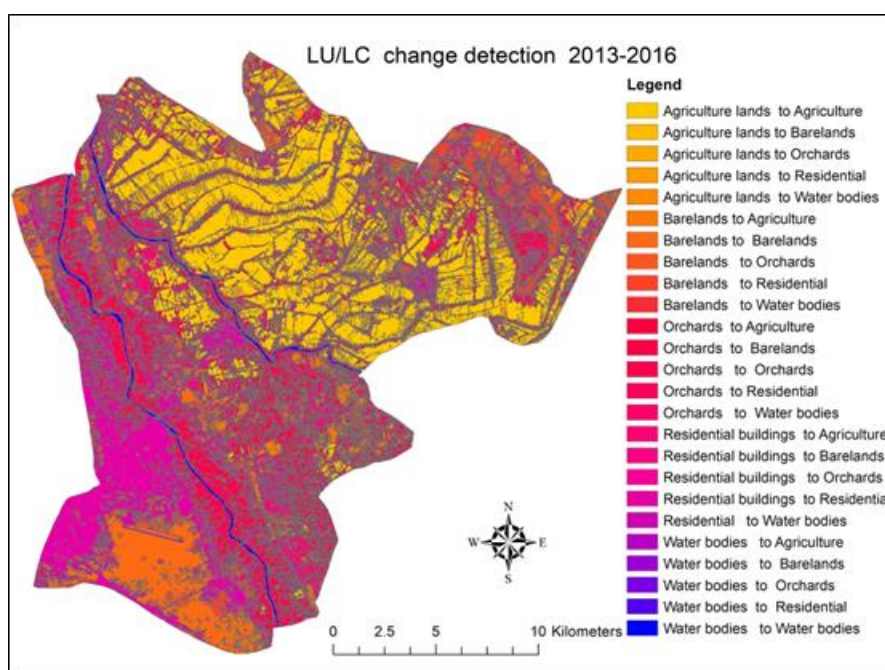 LU/LC change detection 2013-2016
Legend
Agriculture lands to Agriculture
Agriculture lands to Barelands
Agriculture lands to Orchards
Agriculture lands to Residential
Agriculture lands to Water bodies
Barelands to Agriculture
Barelands to Barelands
Barelands to Orchards
Barelands to Residential
Barelands to Water bodies
Orchards to Agriculture
Orchards to Barelands
Orchards to Orchards
Orchards to Residential
Orchards to Water bodies
Residential buildings to Agriculture
Residential buildings to Barelands
Residential buildings to Orchards
Residential buildings to Residentia
Residential to Water bodies
Water bodies to Agriculture
Water bodies to Barelands
Water bodies to Orchards
Water bodies to Residential
Water bodies to Water bodies
N
W E
S
0 2.5 5 10 Kilometers